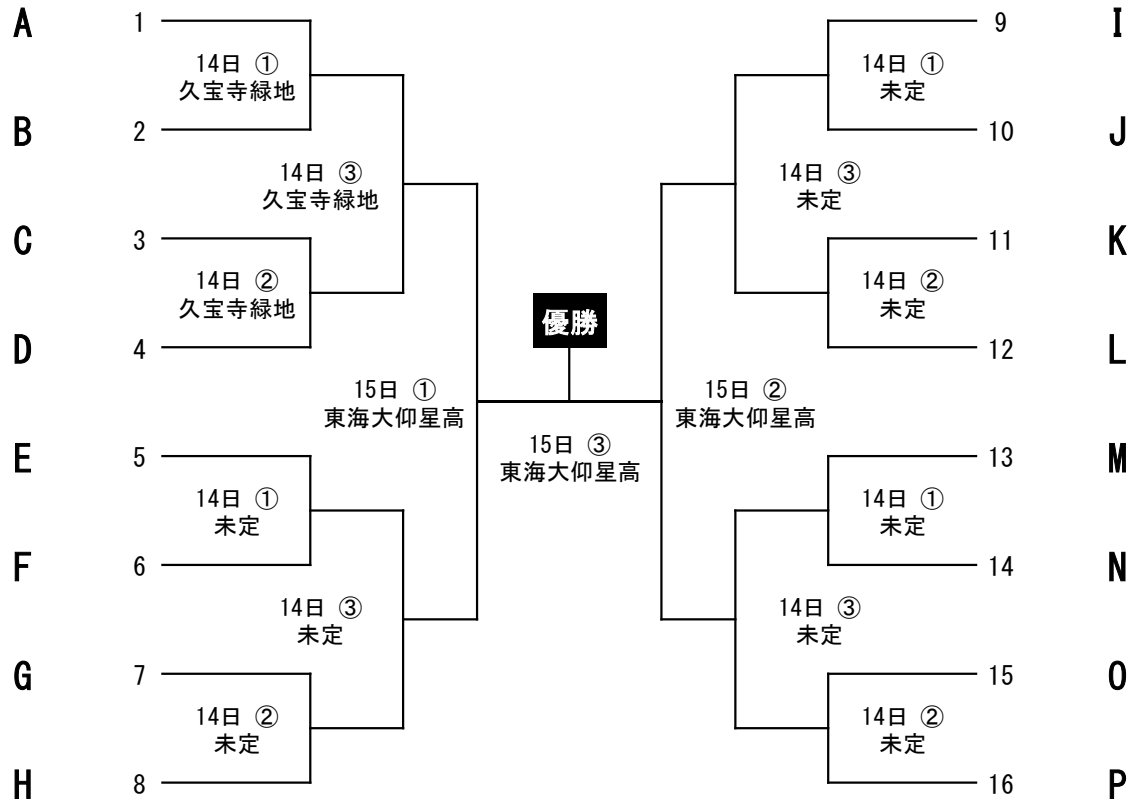 A 1 9 I
14日 ① 14日 ①
久宝寺緑地 未定
B 2 10 J
14日 ③ 14日 ③
久宝寺緑地 未定
C 3 11 K
14日 ② 14日 ②
久宝寺緑地 未定
優勝
D 4 12 L
15日 ① 15日 ②
東海大仰星高 東海大仰星高
15日 ③
東海大仰星高
E 5 13 M
14日 ① 14日 ①
未定 未定
F 6 14 N
14日 ③ 14日 ③
未定 未定
G 7 15 O
14日 ② 14日 ②
未定 未定
H 8 16 P